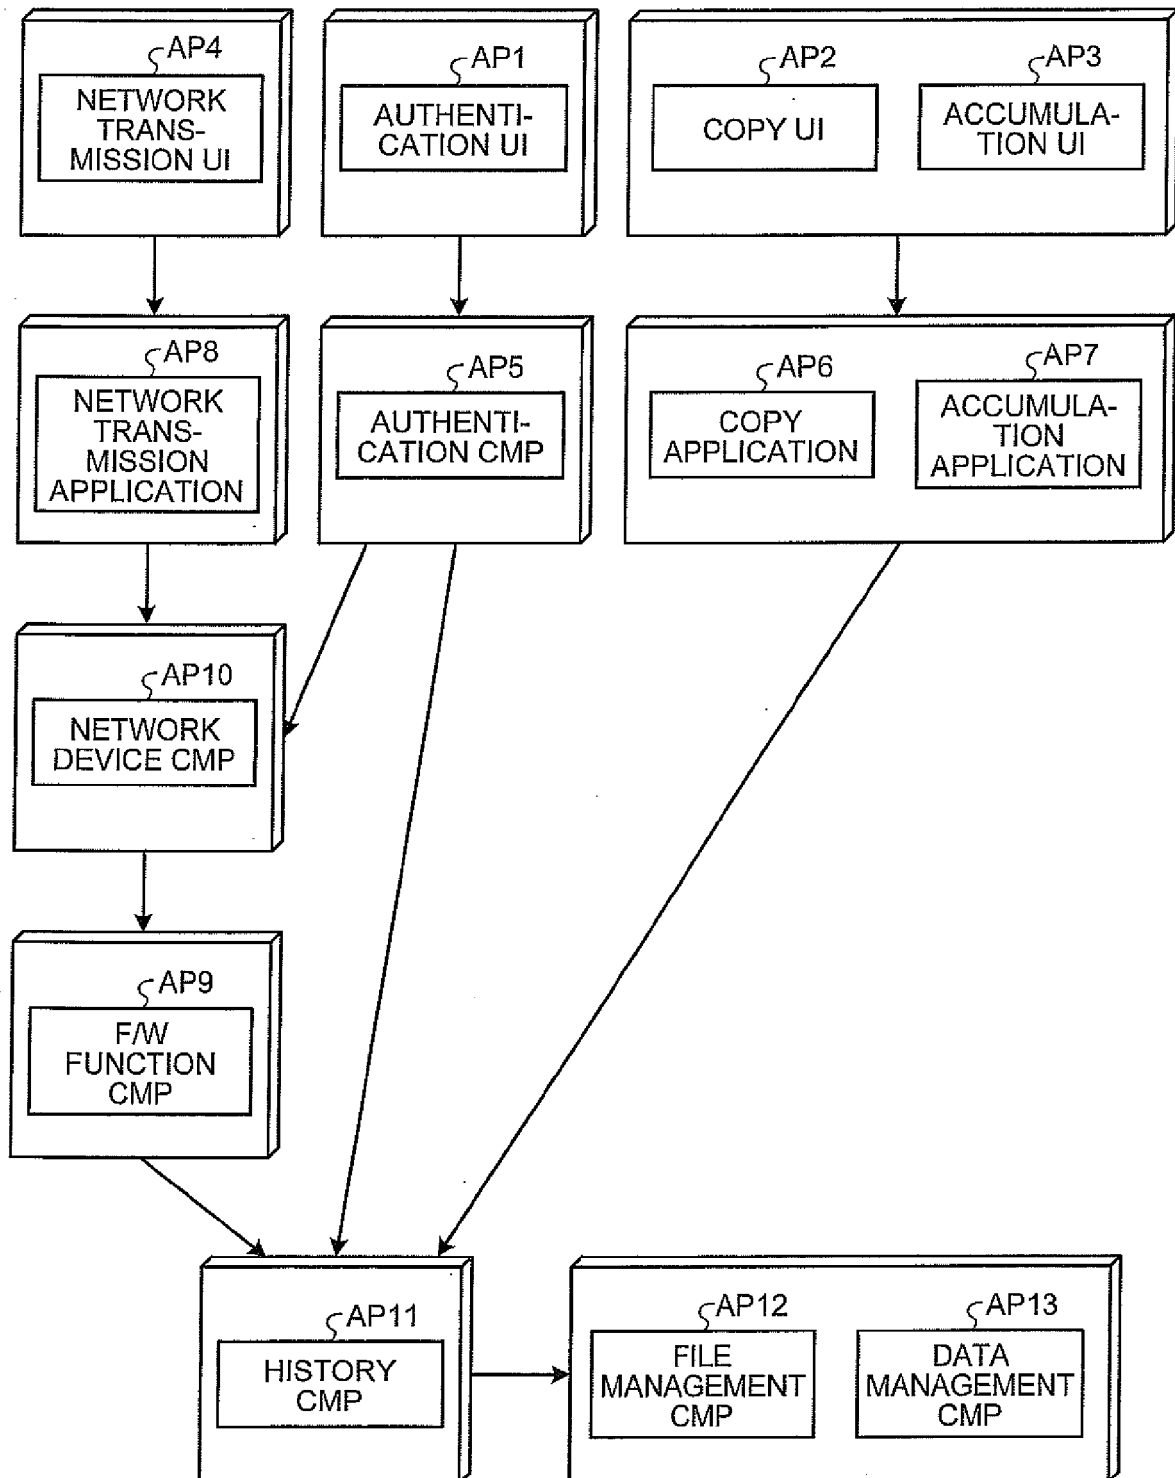 AP4
NETWORK
TRANS-
MISSION UI
AP1
AUTHENTI-
CATION UI
AP2
COPY UI
AP3
ACCUMULA-
TION UI
AP8
NETWORK
TRANS-
MISSION
APPLICATION
AP5
AUTHENTI-
CATION CMP
AP6
COPY
APPLICATION
AP7
ACCUMULA-
TION
APPLICATION
AP10
NETWORK
DEVICE CMP
AP9
F/W
FUNCTION
CMP
AP11
HISTORY
CMP
AP12
FILE
MANAGEMENT
CMP
AP13
DATA
MANAGEMENT
CMP